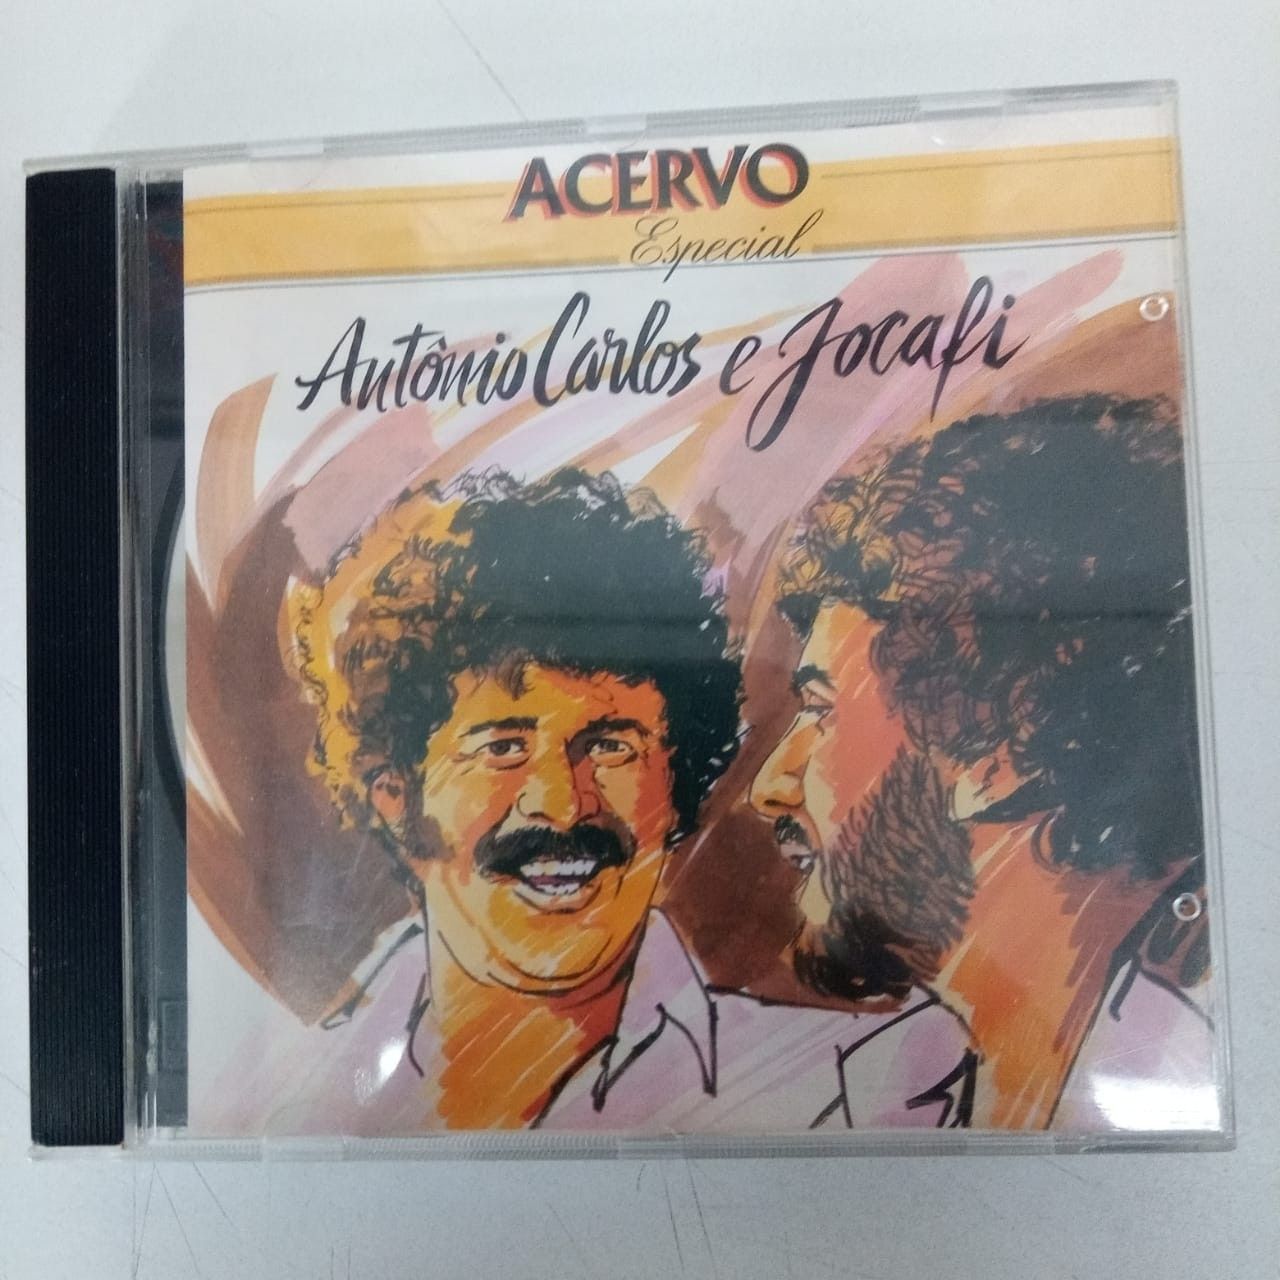 ACERVO
Especial
Antônio Carlos e Jocafi